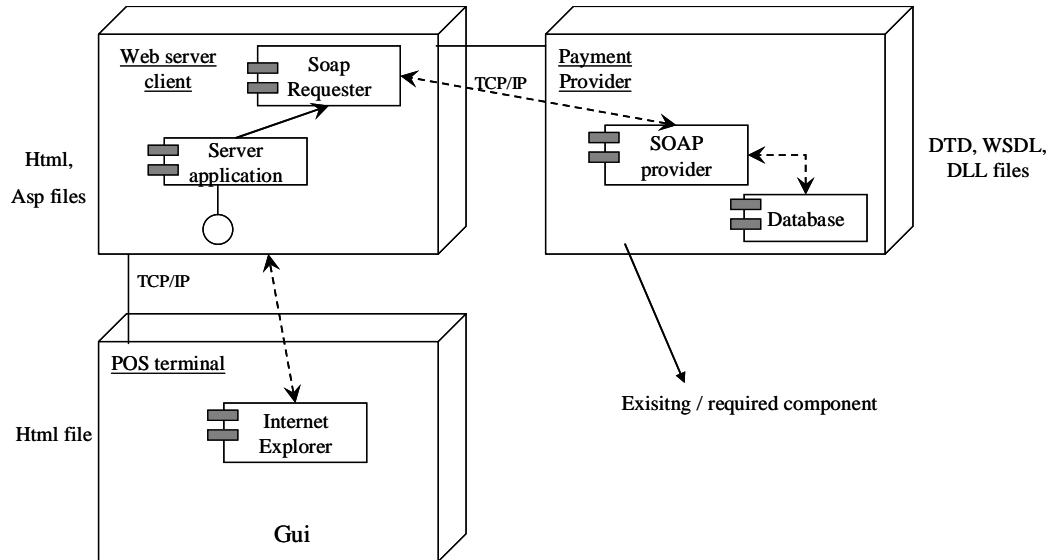 Web server
client
Soap
Requester
Server
application
Html,
Asp files
TCP/IP
Payment
Provider
SOAP
provider
Database
DTD, WSDL,
DLL files
TCP/IP
POS terminal
Html file
Internet
Explorer
Gui
Exisitng / required component